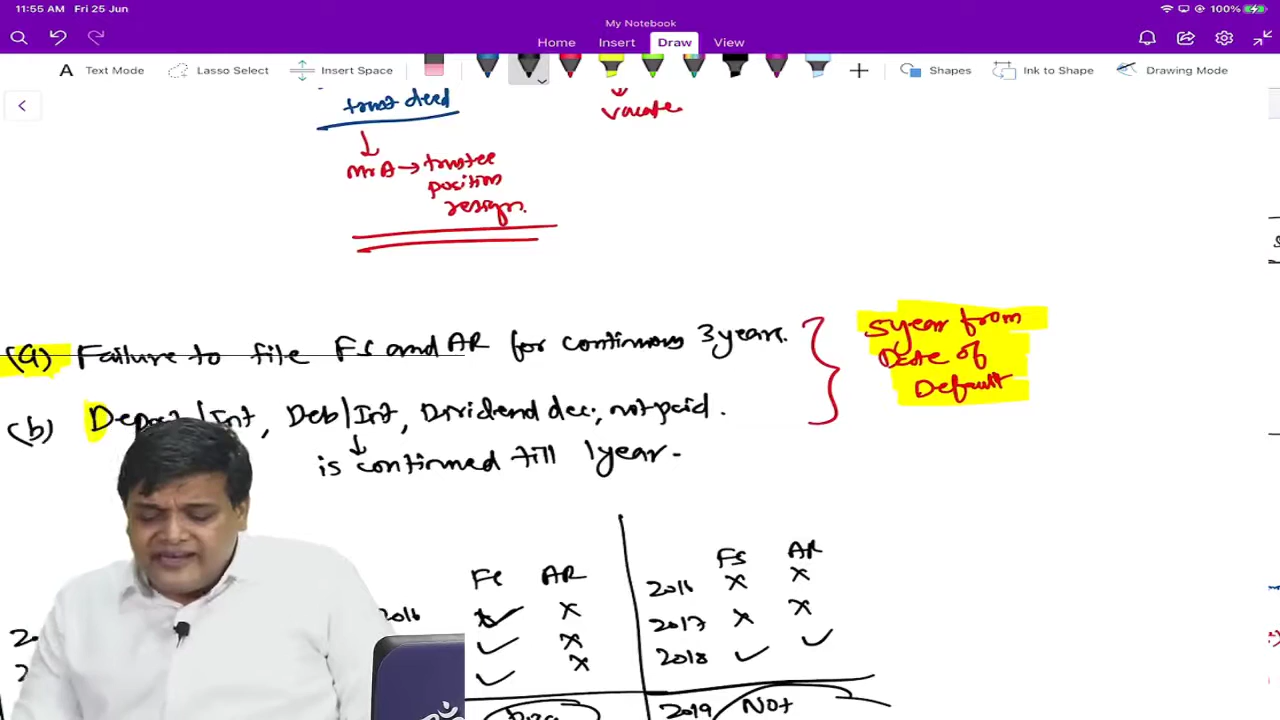 11:55 AM Fri 25 Jun
100%
My Notebook
Home Insert Draw View
A Text Mode Lasso Select Insert Space Shapes Ink to Shape Drawing Mode
trust deed
vacate
Mr A → trustee
position
resign.
(a) Failure to file FS and AR for continuous 3 years.
5 year from
Date of
Default
(b) Deposit/Int, Deb/Int, Dividend dec, not paid.
is continued till 1 year.
FS AR
2016 ✓ ×
✓ ×
✓ ×
FS AR
2016 × ×
2017 × ×
2018 ✓ ✓
2019 Not